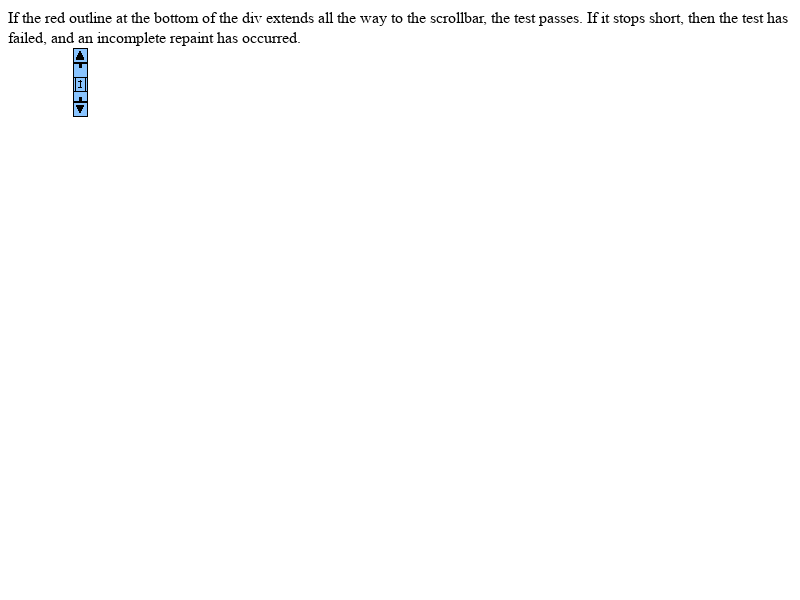 If the red outline at the bottom of the div extends all the way to the scrollbar, the test passes. If it stops short, then the test has
failed, and an incomplete repaint has occurred.